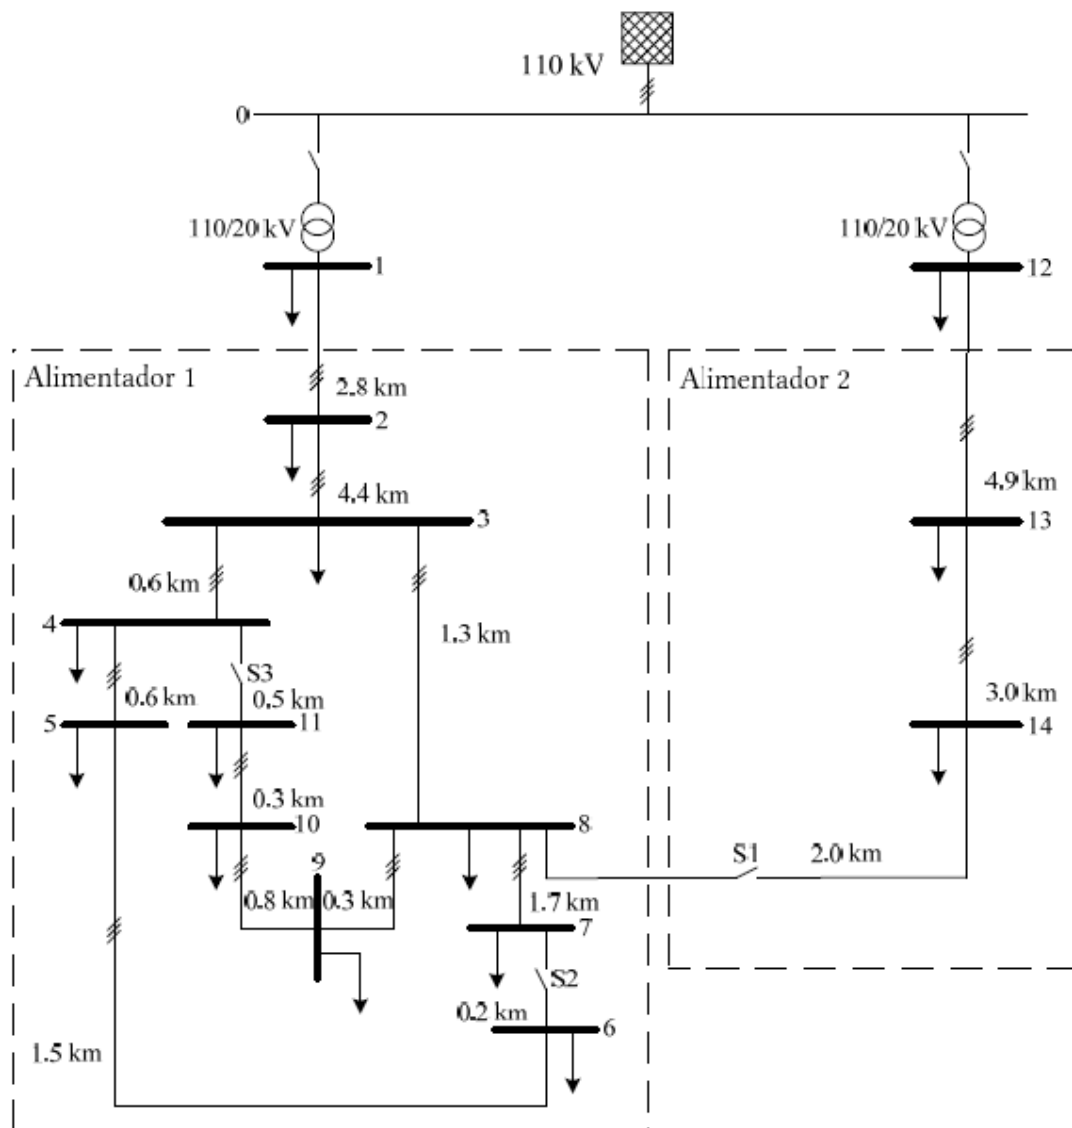 110 kV
0
110/20 kV
110/20 kV
1
12
Alimentador 1
Alimentador 2
2.8 km
2
4.9 km
4.4 km
3
13
0.6 km
4
1.3 km
S3
0.6 km
0.5 km
3.0 km
5
11
14
0.3 km
10
8
9
S1
2.0 km
0.8 km
0.3 km
1.7 km
7
S2
0.2 km
6
1.5 km